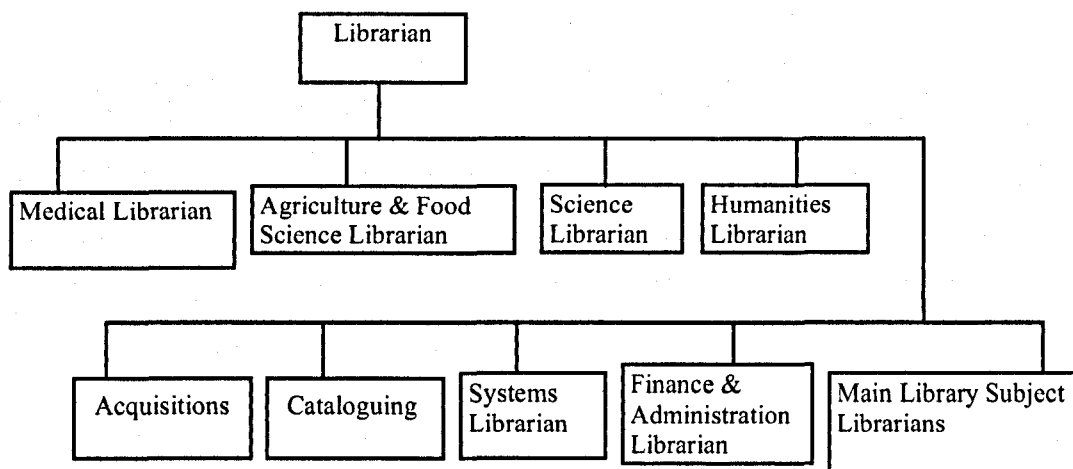 Librarian
Medical Librarian
Agriculture & Food
Science Librarian
Science
Librarian
Humanities
Librarian
Acquisitions
Cataloguing
Systems
Librarian
Finance &
Administration
Librarian
Main Library Subject
Librarians